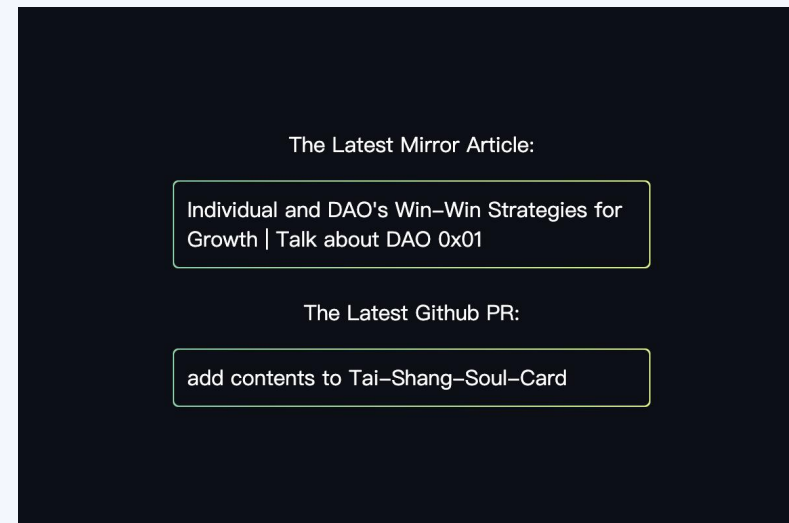 The Latest Mirror Article:
Individual and DAO's Win–Win Strategies for
Growth | Talk about DAO 0x01
The Latest Github PR:
add contents to Tai–Shang–Soul–Card